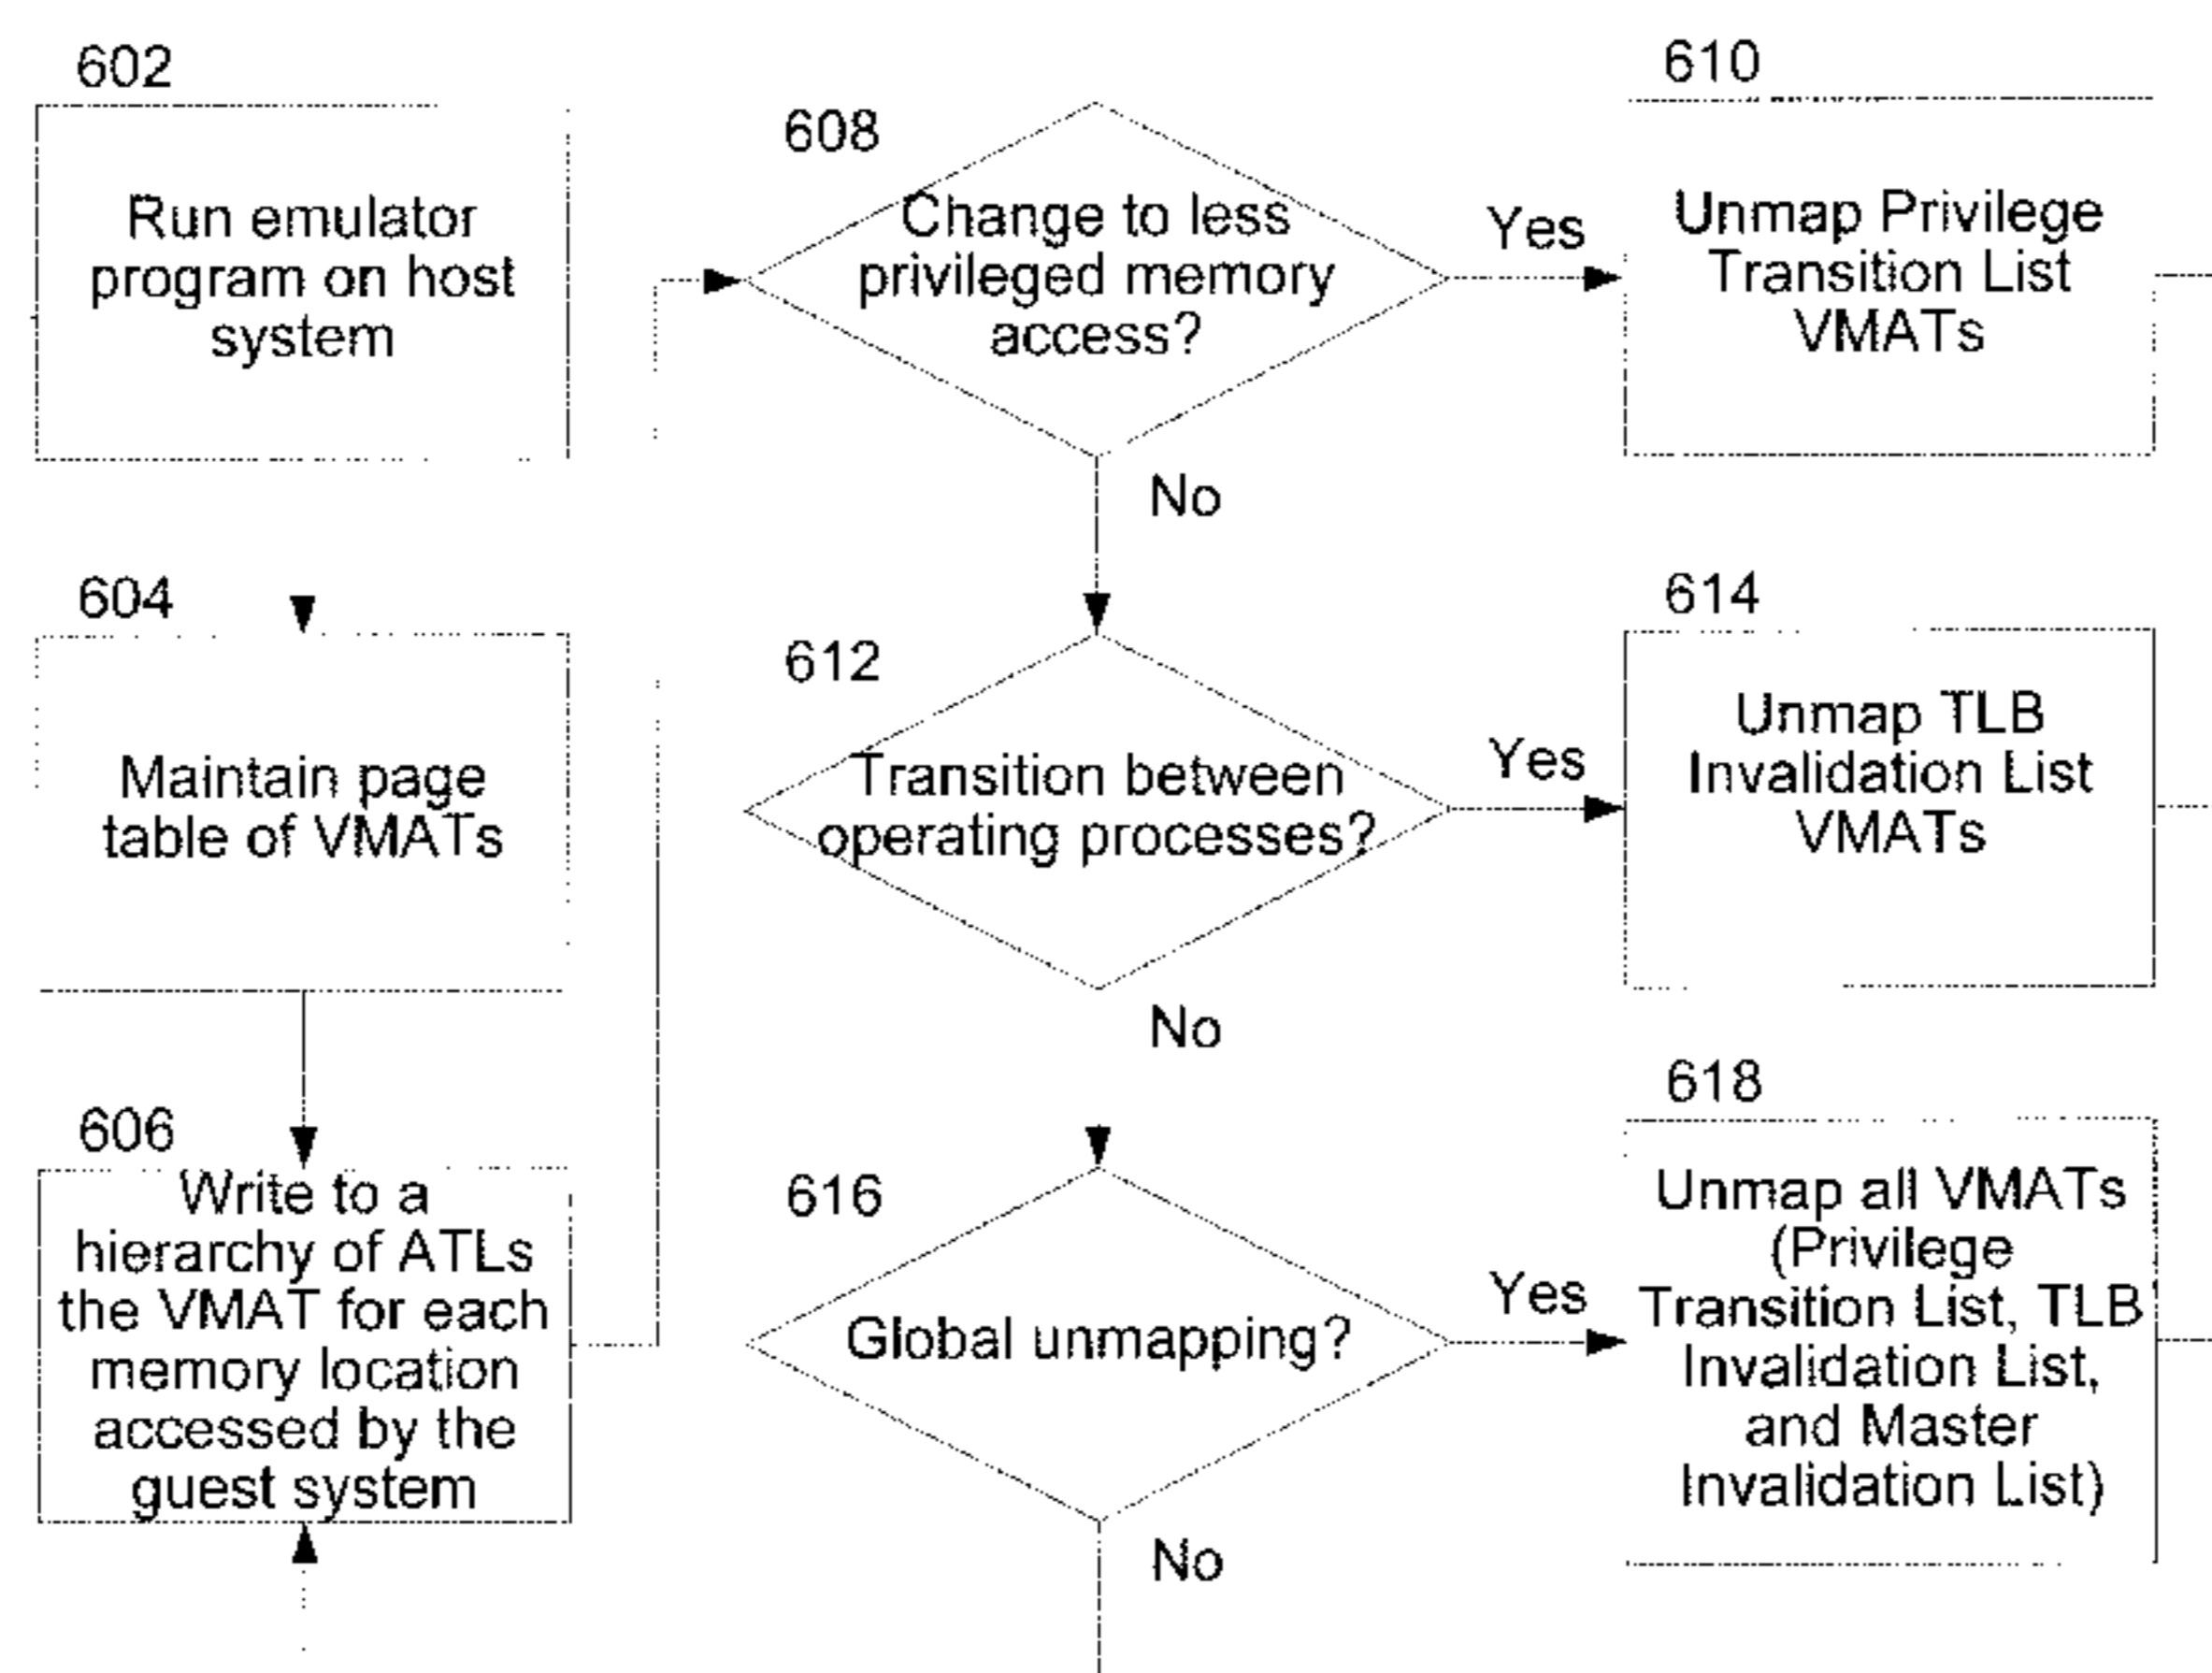 602
Run emulator
program on host
system
604
Maintain page
table of VMATs
606
Write to a
hierarchy of ATLs
the VMAT for each
memory location
accessed by the
guest system
608
Change to less
privileged memory
access?
Yes
No
610
Unmap Privilege
Transition List
VMATs
612
Transition between
operating processes?
Yes
No
614
Unmap TLB
Invalidation List
VMATs
616
Global unmapping?
Yes
No
618
Unmap all VMATs
(Privilege
Transition List, TLB
Invalidation List,
and Master
Invalidation List)